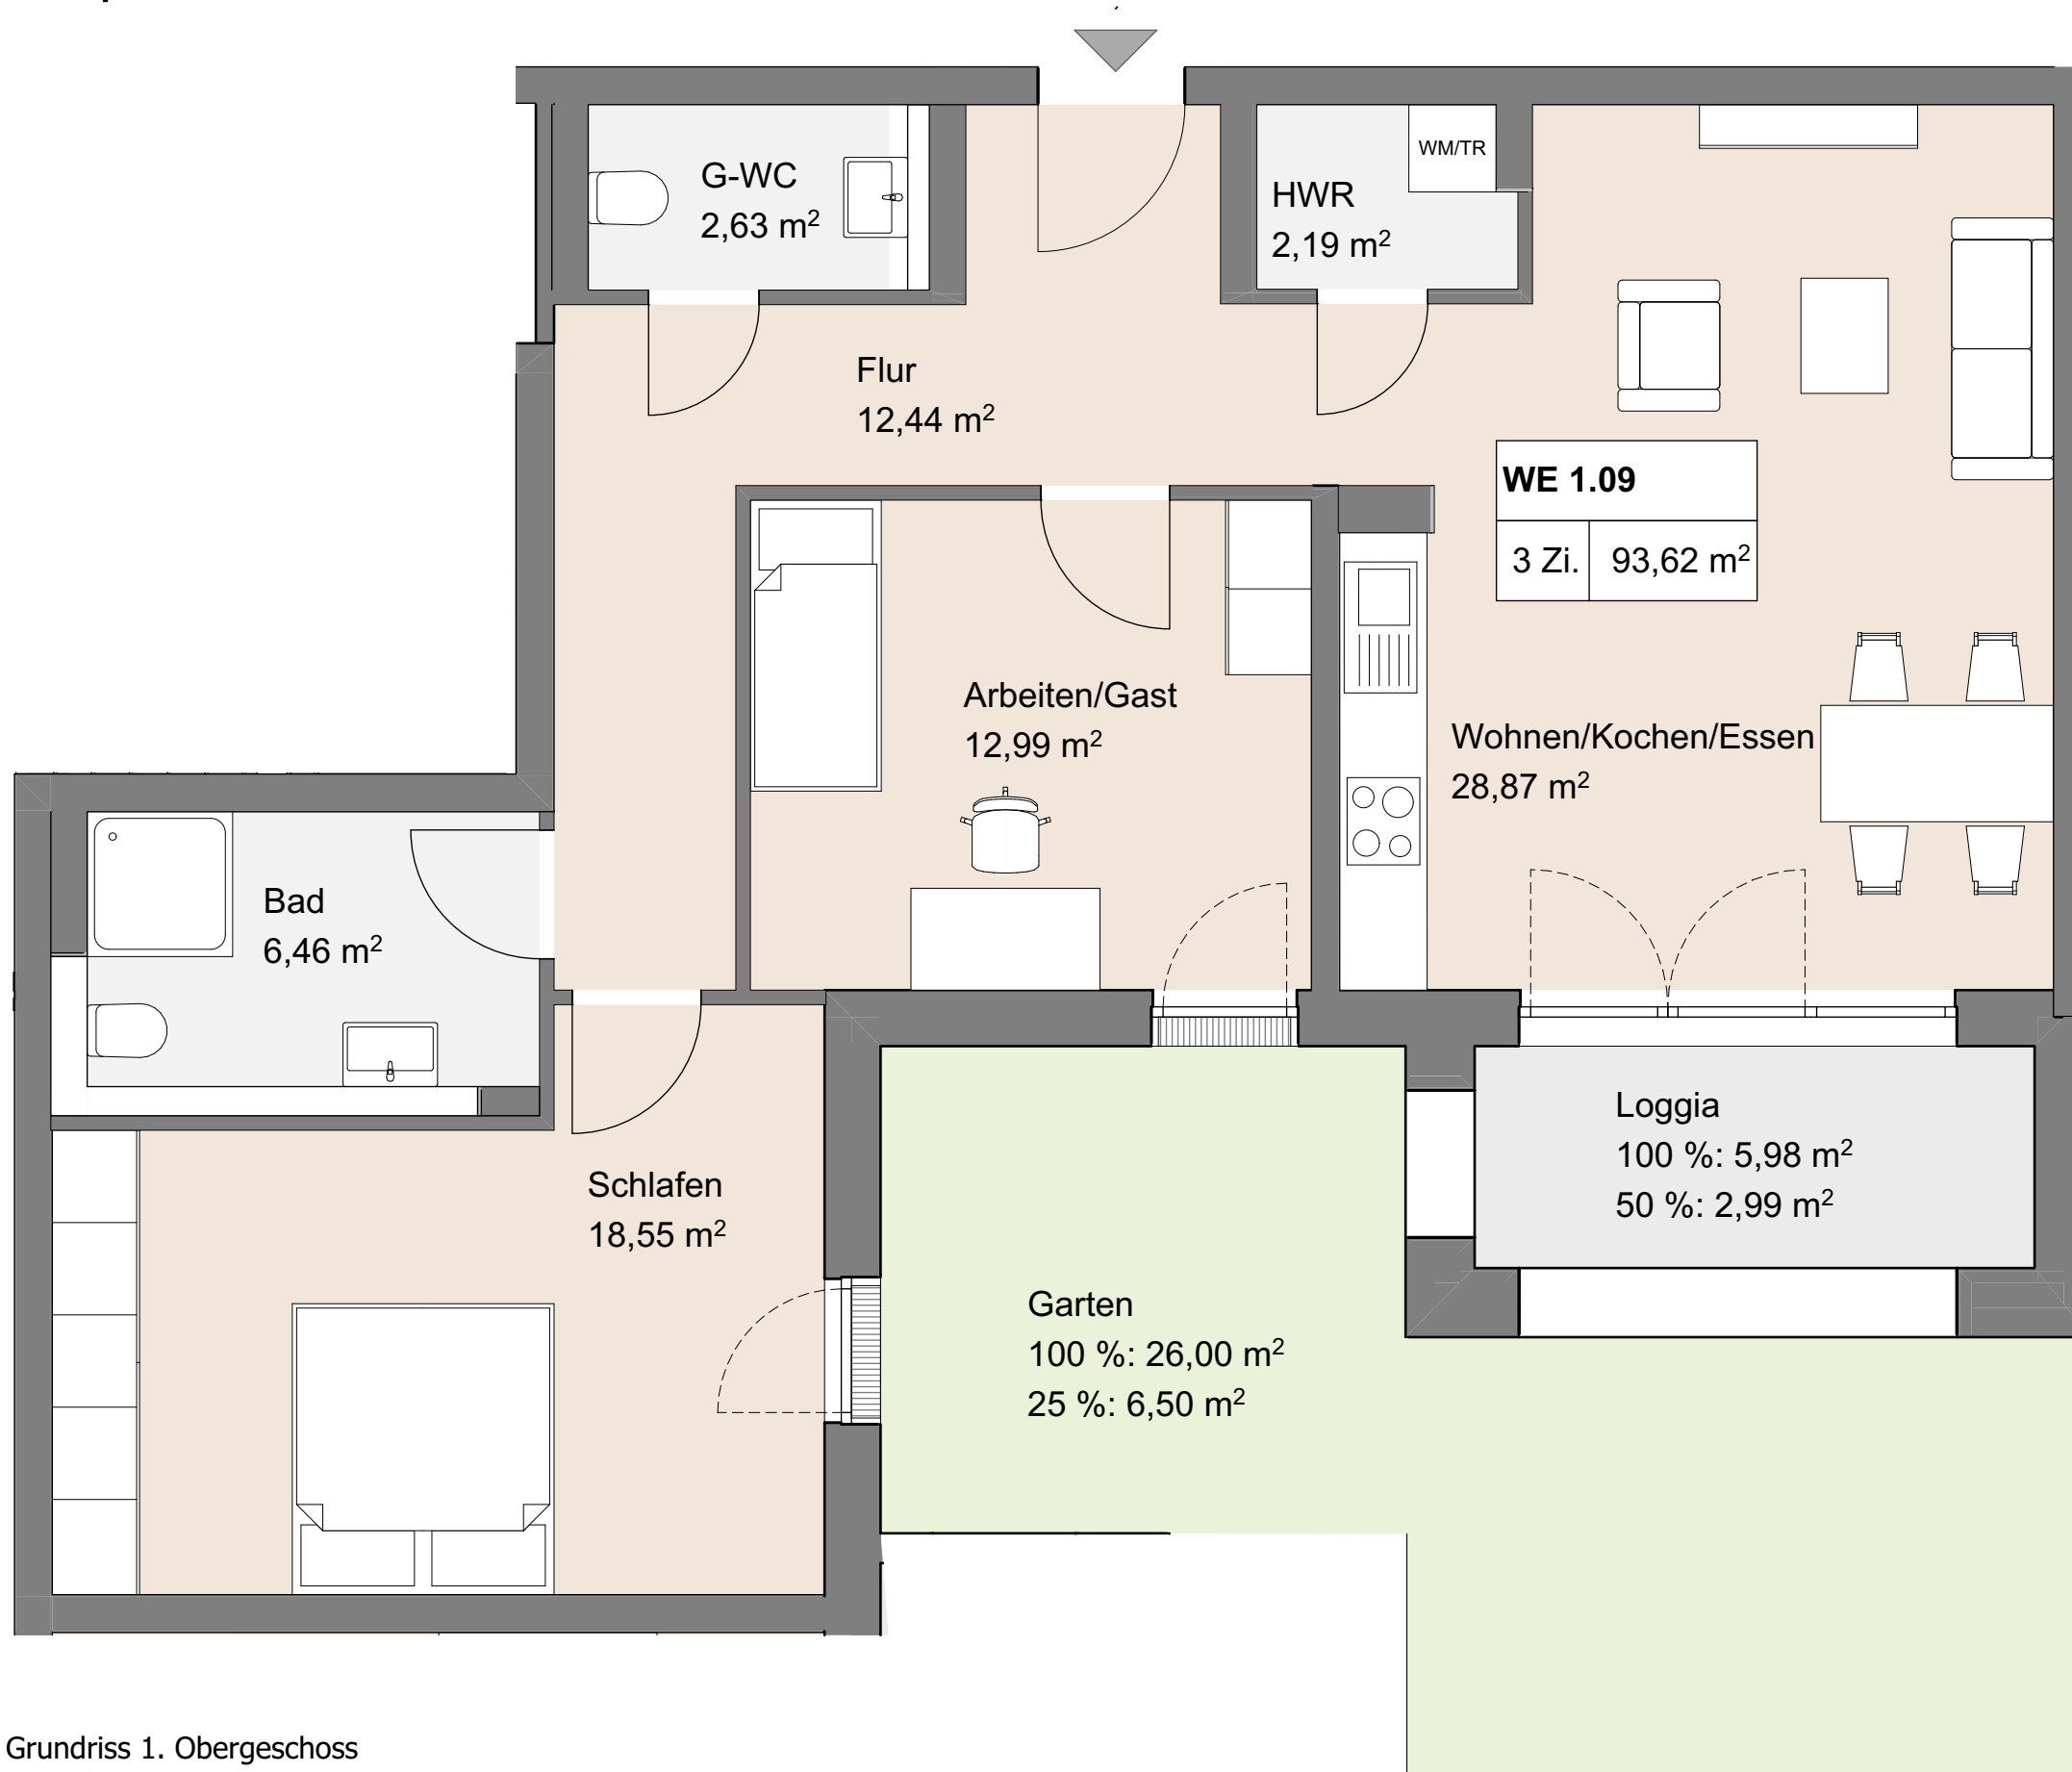 G-WC
2,63 m²
WM/TR
HWR
2,19 m²
Flur
12,44 m²
WE 1.09
3 Zi. 93,62 m²
Arbeiten/Gast
12,99 m²
Wohnen/Kochen/Essen
28,87 m²
Bad
6,46 m²
Loggia
100 %: 5,98 m²
50 %: 2,99 m²
Schlafen
18,55 m²
Garten
100 %: 26,00 m²
25 %: 6,50 m²
Grundriss 1. Obergeschoss